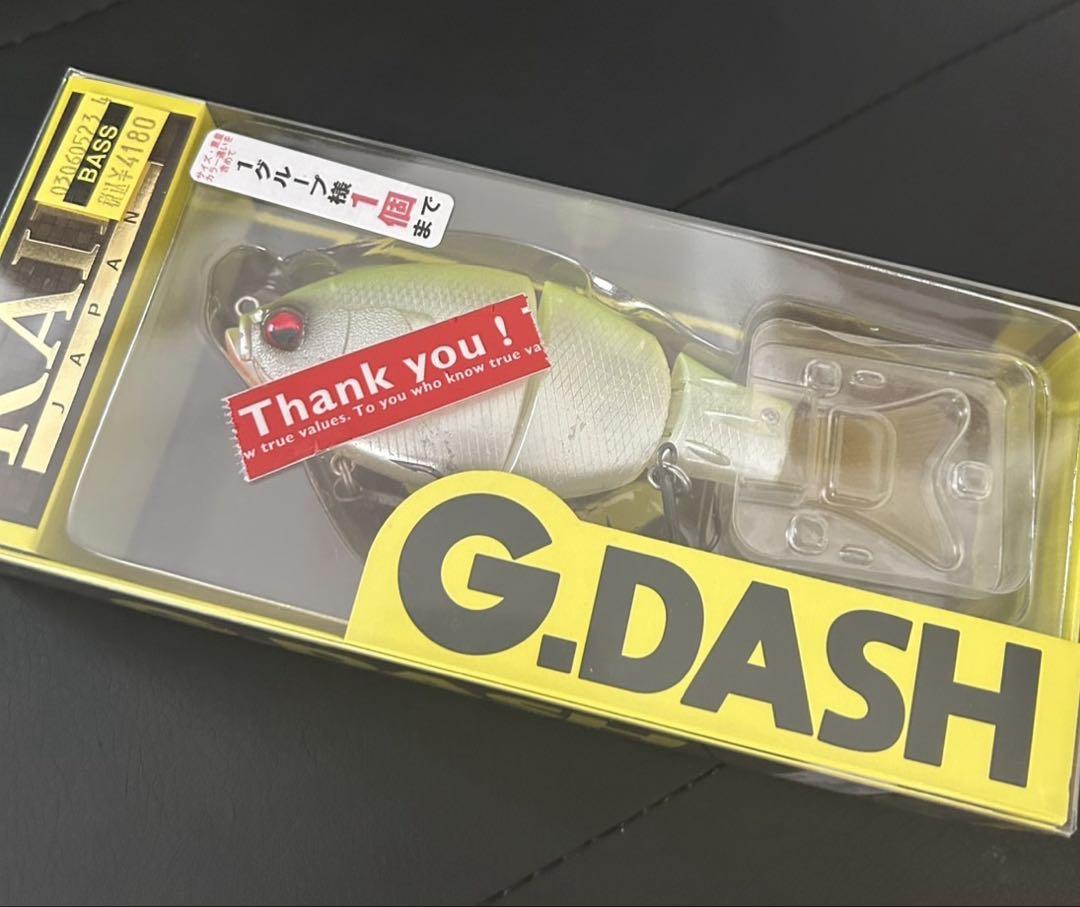 03060523
BASS
税込¥4180
サイズ・重量
カラー違いを
含めて
1グループ様
1個
まで
JAPAN
Thank you !
w true values. To you who know true va
G.DASH